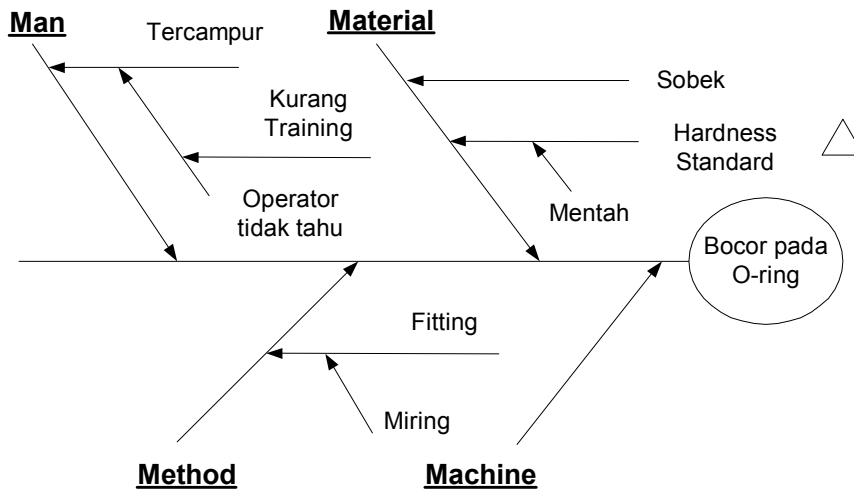 Man
Tercampur
Material
Kurang
Training
Sobek
Hardness
Standard
Operator
tidak tahu
Mentah
Bocor pada
O-ring
Fitting
Miring
Method
Machine